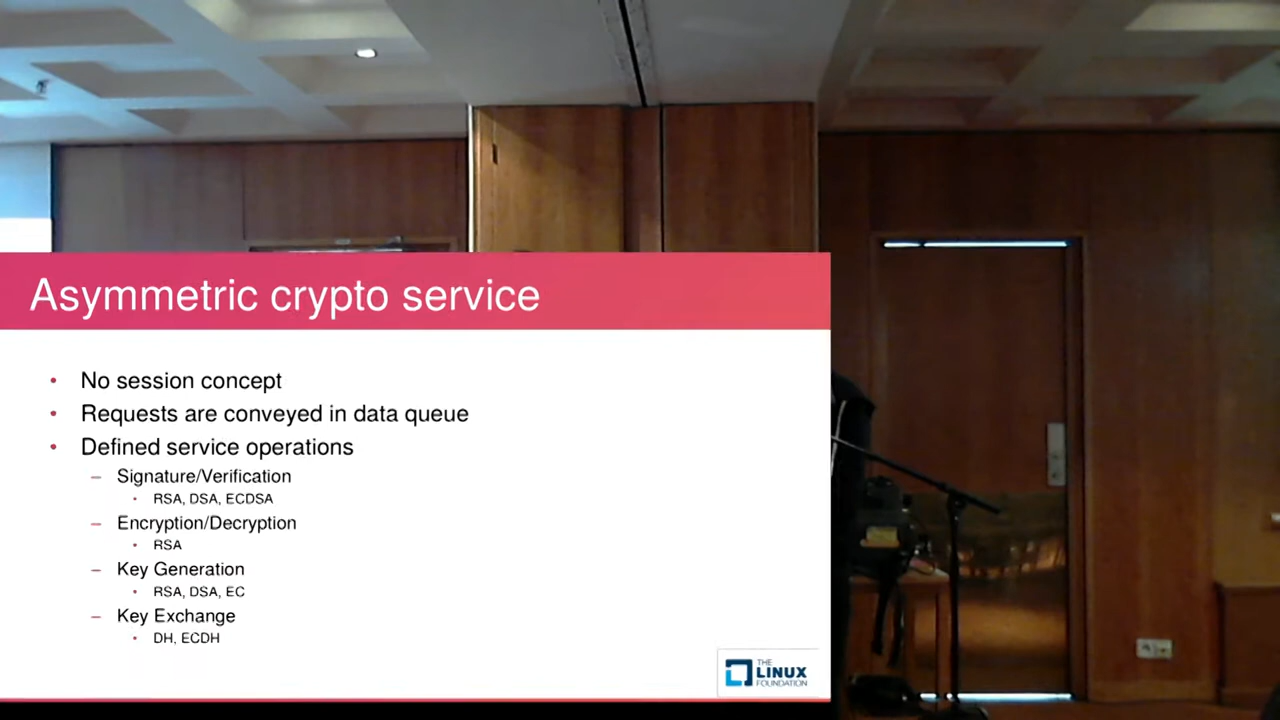 Asymmetric crypto service
• No session concept
• Requests are conveyed in data queue
• Defined service operations
– Signature/Verification
• RSA, DSA, ECDSA
– Encryption/Decryption
• RSA
– Key Generation
• RSA, DSA, EC
– Key Exchange
• DH, ECDH
THE
LINUX
FOUNDATION